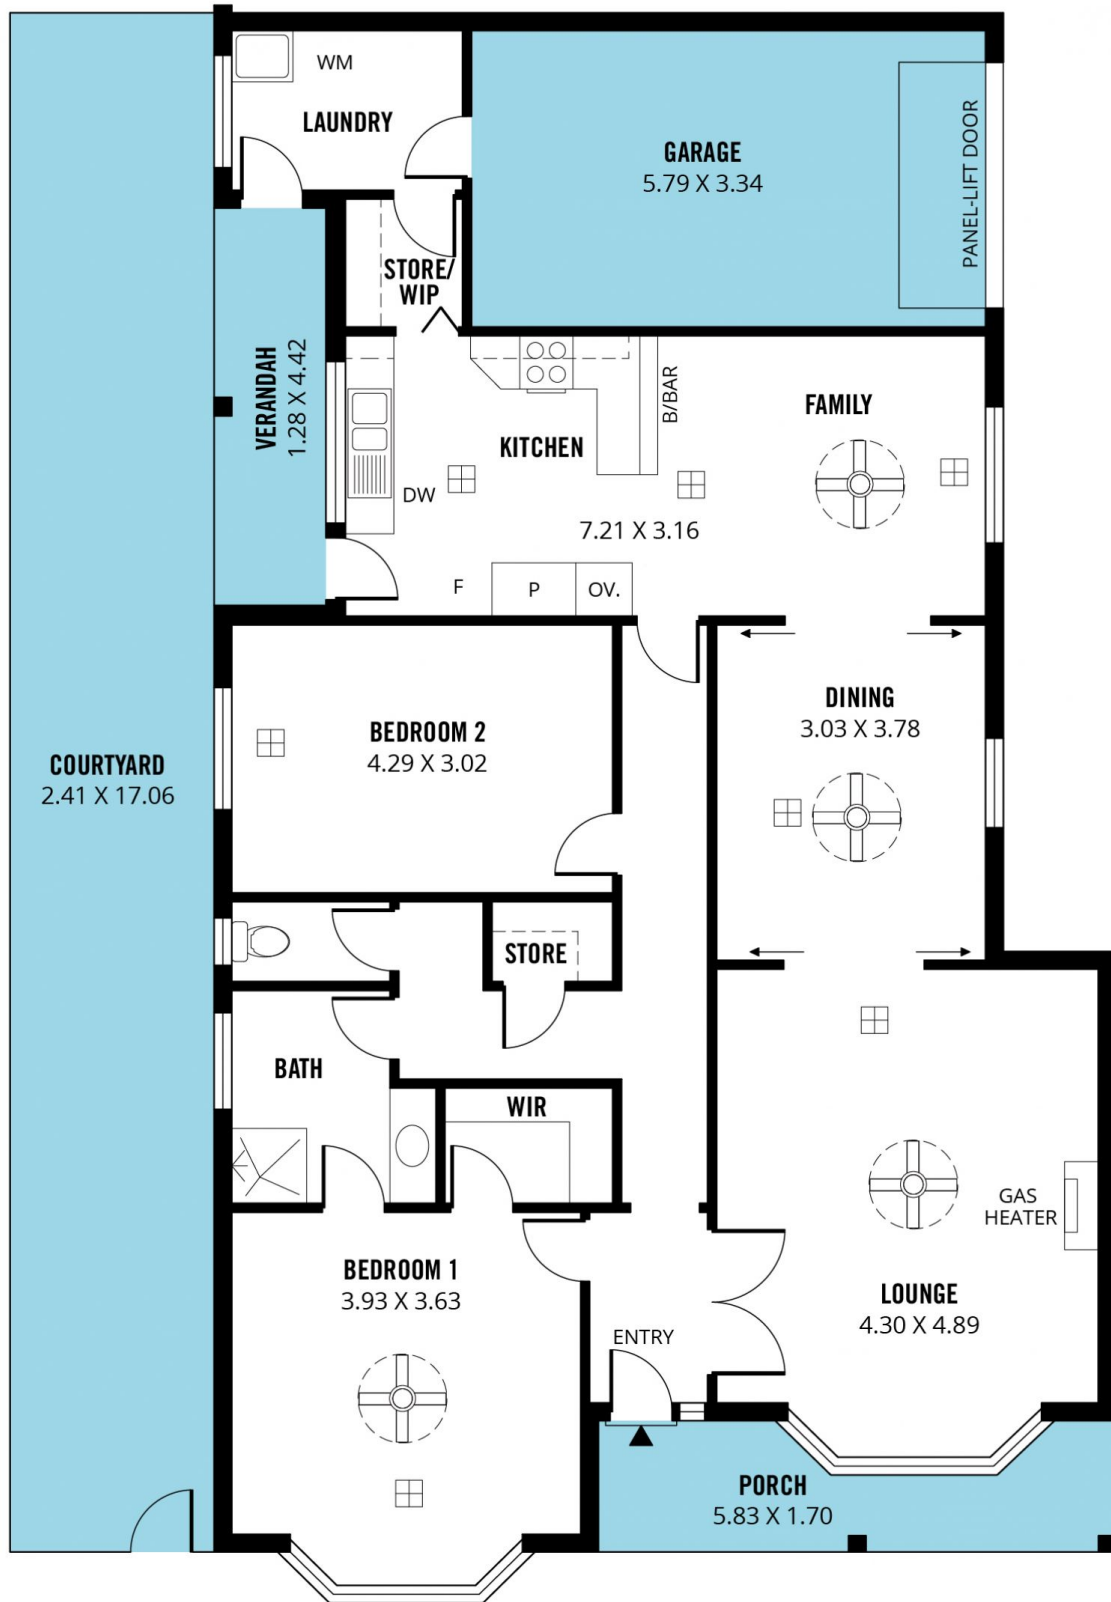 WM
LAUNDRY
GARAGE
5.79 X 3.34
PANEL-LIFT DOOR
STORE/
WIP
VERANDAH
1.28 X 4.42
B/BAR
FAMILY
KITCHEN
DW
7.21 X 3.16
F
P
OV.
BEDROOM 2
4.29 X 3.02
DINING
3.03 X 3.78
COURTYARD
2.41 X 17.06
STORE
BATH
WIR
GAS
HEATER
BEDROOM 1
3.93 X 3.63
LOUNGE
4.30 X 4.89
ENTRY
PORCH
5.83 X 1.70